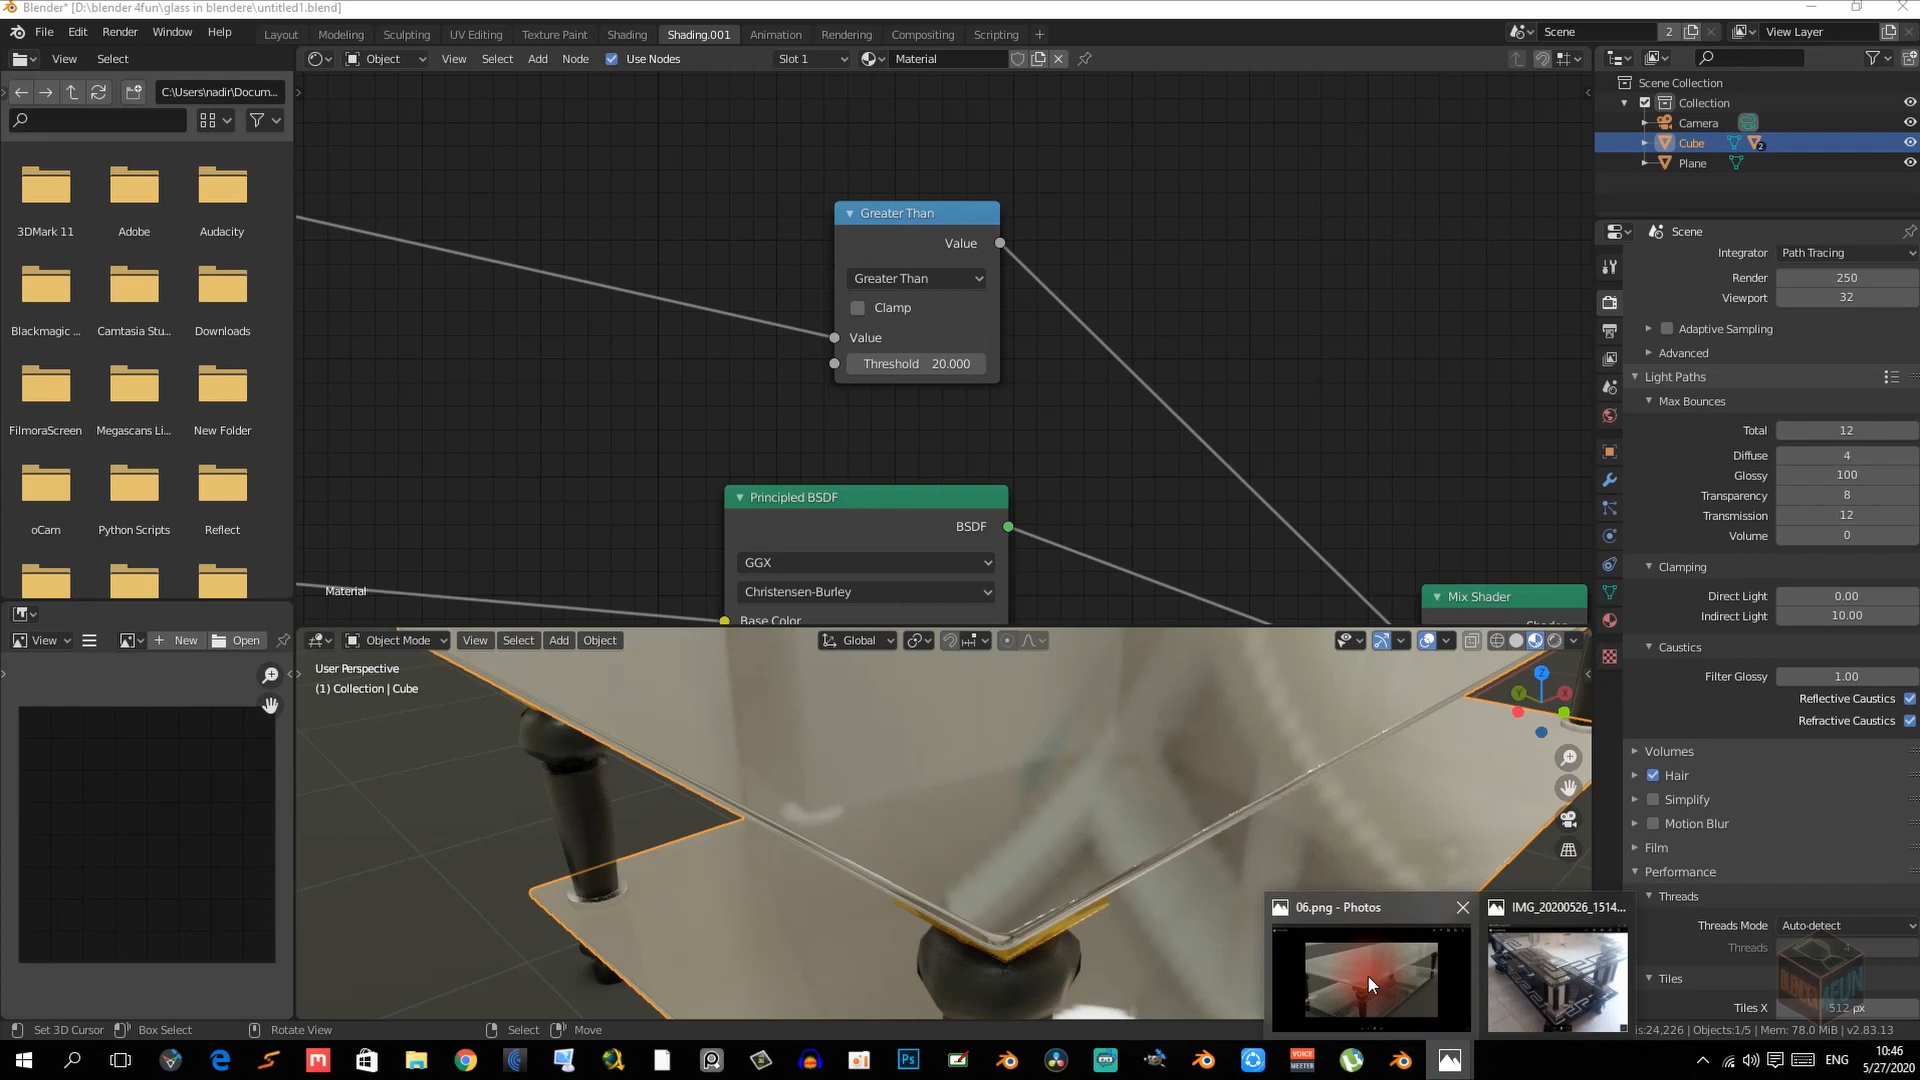 Blender* [D:\blender 4fun\glass in blendere\untitled1.blend]
File Edit Render Window Help
Layout Modeling Sculpting UV Editing Texture Paint Shading Shading.001 Animation Rendering Compositing Scripting
Scene 2 View Layer
View Select
Object View Select Add Node Use Nodes Slot 1 Material
C:\Users\nadir\Docum...
3DMark 11 Adobe Audacity
Blackmagic ... Camtasia Stu... Downloads
FilmoraScreen Megascans Li... New Folder
oCam Python Scripts Reflect
Greater Than
Value
Greater Than
Clamp
Value
Threshold 20.000
Principled BSDF
BSDF
GGX
Christensen-Burley
Base Color
Mix Shader
Material
Scene Collection
Collection
Camera
Cube 2
Plane
Scene
Integrator Path Tracing
Render 250
Viewport 32
Adaptive Sampling
Advanced
Light Paths
Max Bounces
Total 12
Diffuse 4
Glossy 100
Transparency 8
Transmission 12
Volume 0
Clamping
Direct Light 0.00
Indirect Light 10.00
Caustics
Filter Glossy 1.00
Reflective Caustics
Refractive Caustics
Volumes
Hair
Simplify
Motion Blur
Film
Performance
Threads
Threads Mode Auto-detect
Threads 4
Tiles
Tiles X 512 px
View New Open
Object Mode View Select Add Object Global
User Perspective
(1) Collection | Cube
Z
Y
X
06.png - Photos
IMG_20200526_1514...
Set 3D Cursor Box Select Rotate View Select Move
is:24,226 | Objects:1/5 | Mem: 78.0 MiB | v2.83.13
ENG
10:46
5/27/2020